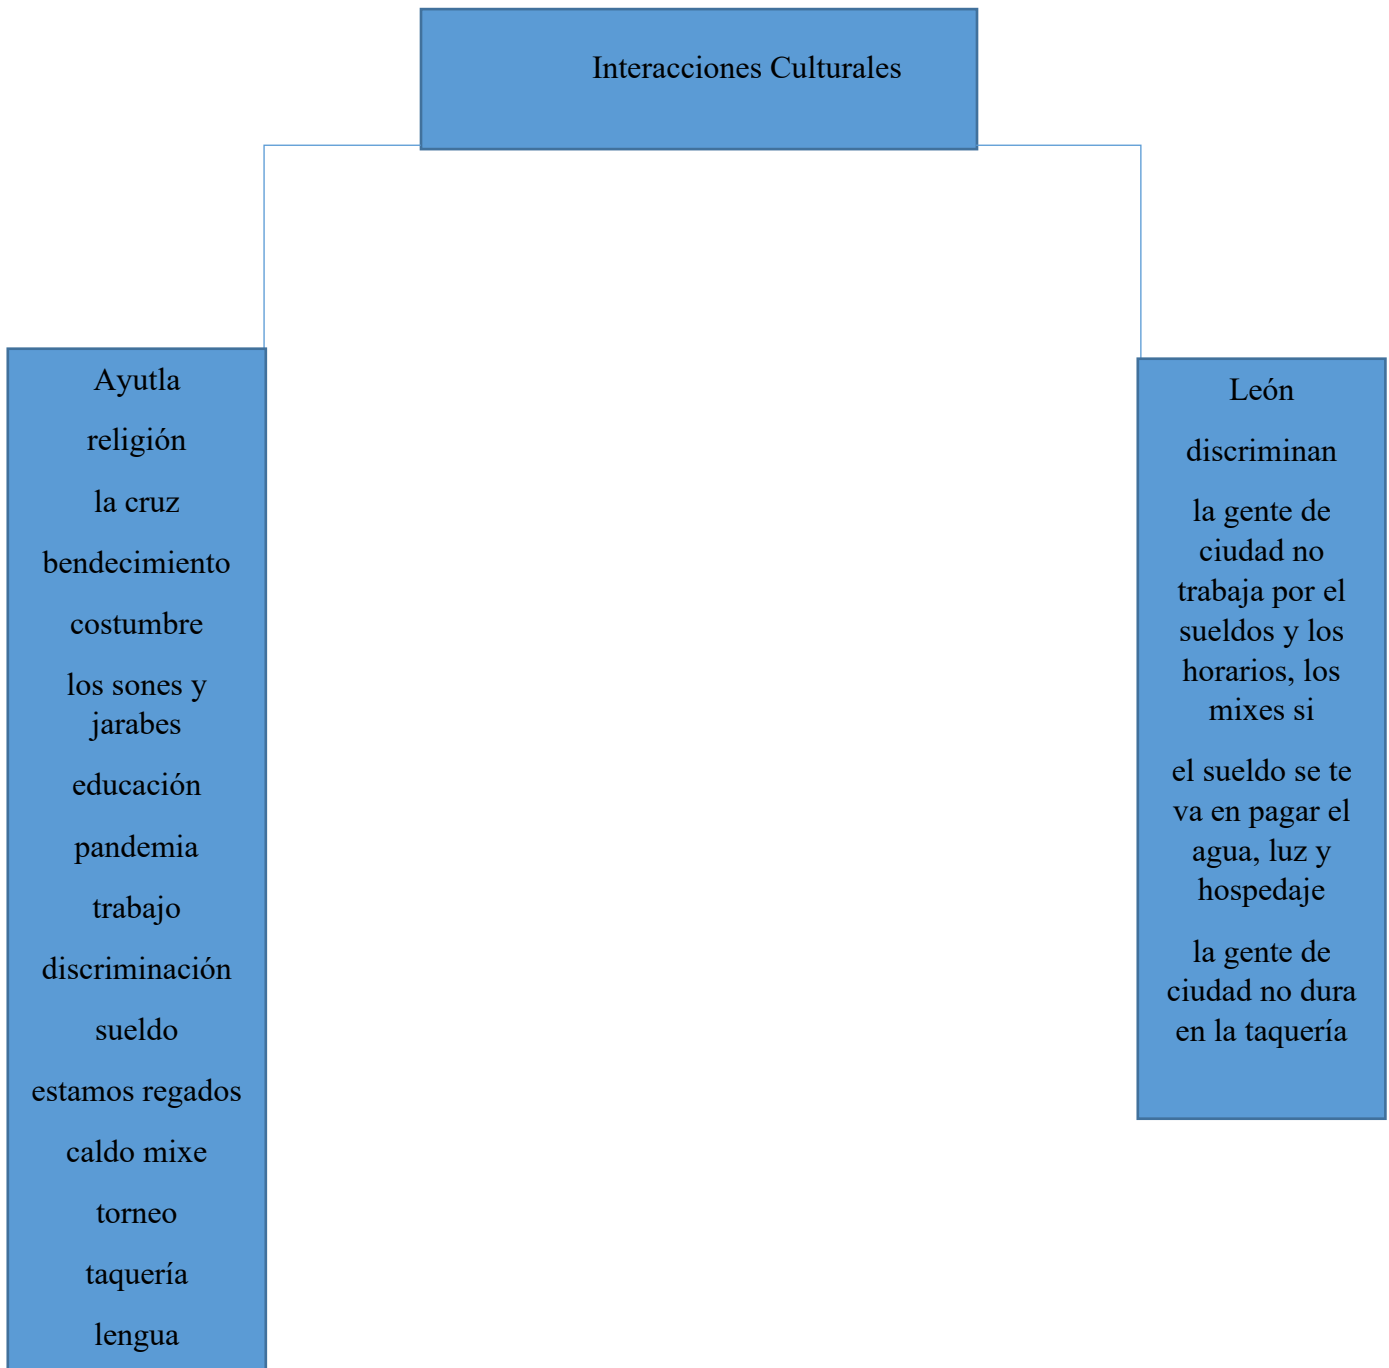 Interacciones Culturales
Ayutla
religión
la cruz
bendecimiento
costumbre
los sones y
jarabes
educación
pandemia
trabajo
discriminación
sueldo
estamos regados
caldo mixe
torneo
taquería
lengua
León
discriminan
la gente de
ciudad no
trabaja por el
sueldos y los
horarios, los
mixes si
el sueldo se te
va en pagar el
agua, luz y
hospedaje
la gente de
ciudad no dura
en la taquería